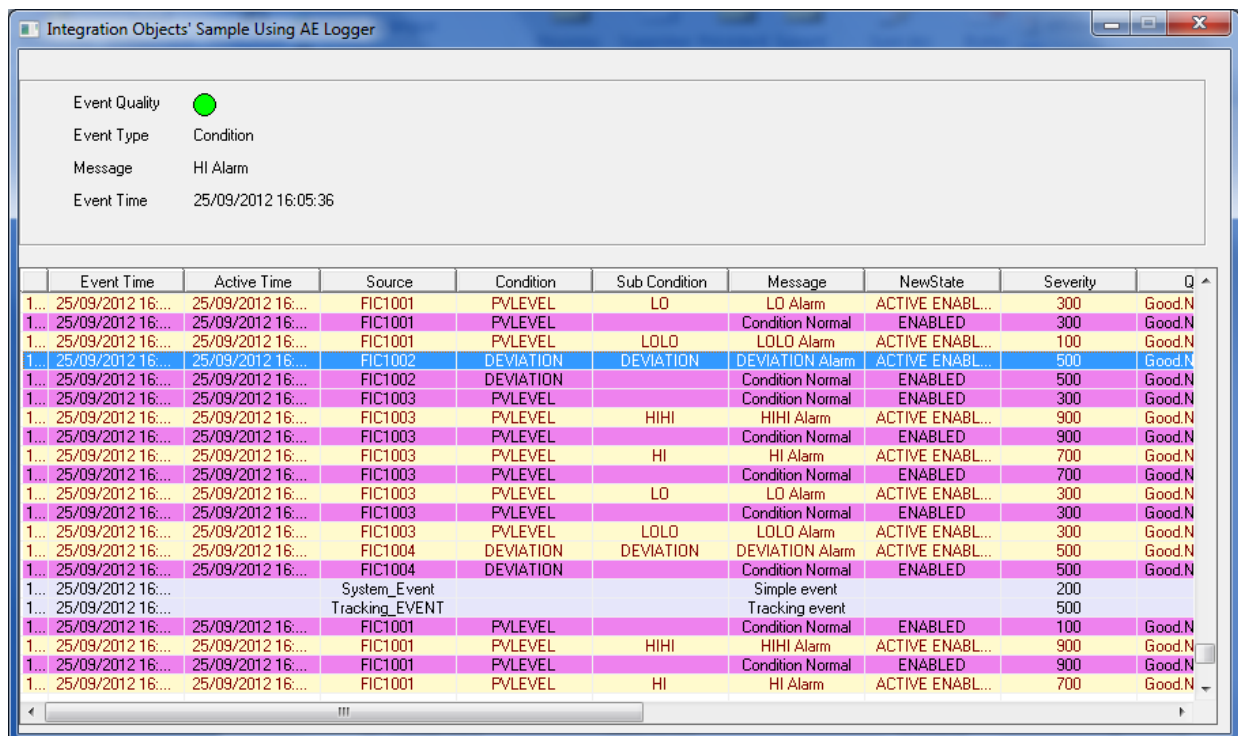 Integration Objects' Sample Using AE Logger
Event Quality
Event Type Condition
Message HI Alarm
Event Time 25/09/2012 16:05:36
Event Time Active Time Source Condition Sub Condition Message NewState Severity Q
1... 25/09/2012 16:... 25/09/2012 16:... FIC1001 PVLEVEL LO LO Alarm ACTIVE ENABL... 300 Good.N
1... 25/09/2012 16:... 25/09/2012 16:... FIC1001 PVLEVEL Condition Normal ENABLED 300 Good.N
1... 25/09/2012 16:... 25/09/2012 16:... FIC1001 PVLEVEL LOLO LOLO Alarm ACTIVE ENABL... 100 Good.N
1... 25/09/2012 16:... 25/09/2012 16:... FIC1002 DEVIATION DEVIATION DEVIATION Alarm ACTIVE ENABL... 500 Good.N
1... 25/09/2012 16:... 25/09/2012 16:... FIC1002 DEVIATION Condition Normal ENABLED 500 Good.N
1... 25/09/2012 16:... 25/09/2012 16:... FIC1003 PVLEVEL Condition Normal ENABLED 300 Good.N
1... 25/09/2012 16:... 25/09/2012 16:... FIC1003 PVLEVEL HIHI HIHI Alarm ACTIVE ENABL... 900 Good.N
1... 25/09/2012 16:... 25/09/2012 16:... FIC1003 PVLEVEL Condition Normal ENABLED 900 Good.N
1... 25/09/2012 16:... 25/09/2012 16:... FIC1003 PVLEVEL HI HI Alarm ACTIVE ENABL... 700 Good.N
1... 25/09/2012 16:... 25/09/2012 16:... FIC1003 PVLEVEL Condition Normal ENABLED 700 Good.N
1... 25/09/2012 16:... 25/09/2012 16:... FIC1003 PVLEVEL LO LO Alarm ACTIVE ENABL... 300 Good.N
1... 25/09/2012 16:... 25/09/2012 16:... FIC1003 PVLEVEL Condition Normal ENABLED 300 Good.N
1... 25/09/2012 16:... 25/09/2012 16:... FIC1003 PVLEVEL LOLO LOLO Alarm ACTIVE ENABL... 300 Good.N
1... 25/09/2012 16:... 25/09/2012 16:... FIC1004 DEVIATION DEVIATION DEVIATION Alarm ACTIVE ENABL... 500 Good.N
1... 25/09/2012 16:... 25/09/2012 16:... FIC1004 DEVIATION Condition Normal ENABLED 500 Good.N
1... 25/09/2012 16:... System_Event Simple event 200
1... 25/09/2012 16:... Tracking_EVENT Tracking event 500
1... 25/09/2012 16:... 25/09/2012 16:... FIC1001 PVLEVEL Condition Normal ENABLED 100 Good.N
1... 25/09/2012 16:... 25/09/2012 16:... FIC1001 PVLEVEL HIHI HIHI Alarm ACTIVE ENABL... 900 Good.N
1... 25/09/2012 16:... 25/09/2012 16:... FIC1001 PVLEVEL Condition Normal ENABLED 900 Good.N
1... 25/09/2012 16:... 25/09/2012 16:... FIC1001 PVLEVEL HI HI Alarm ACTIVE ENABL... 700 Good.N